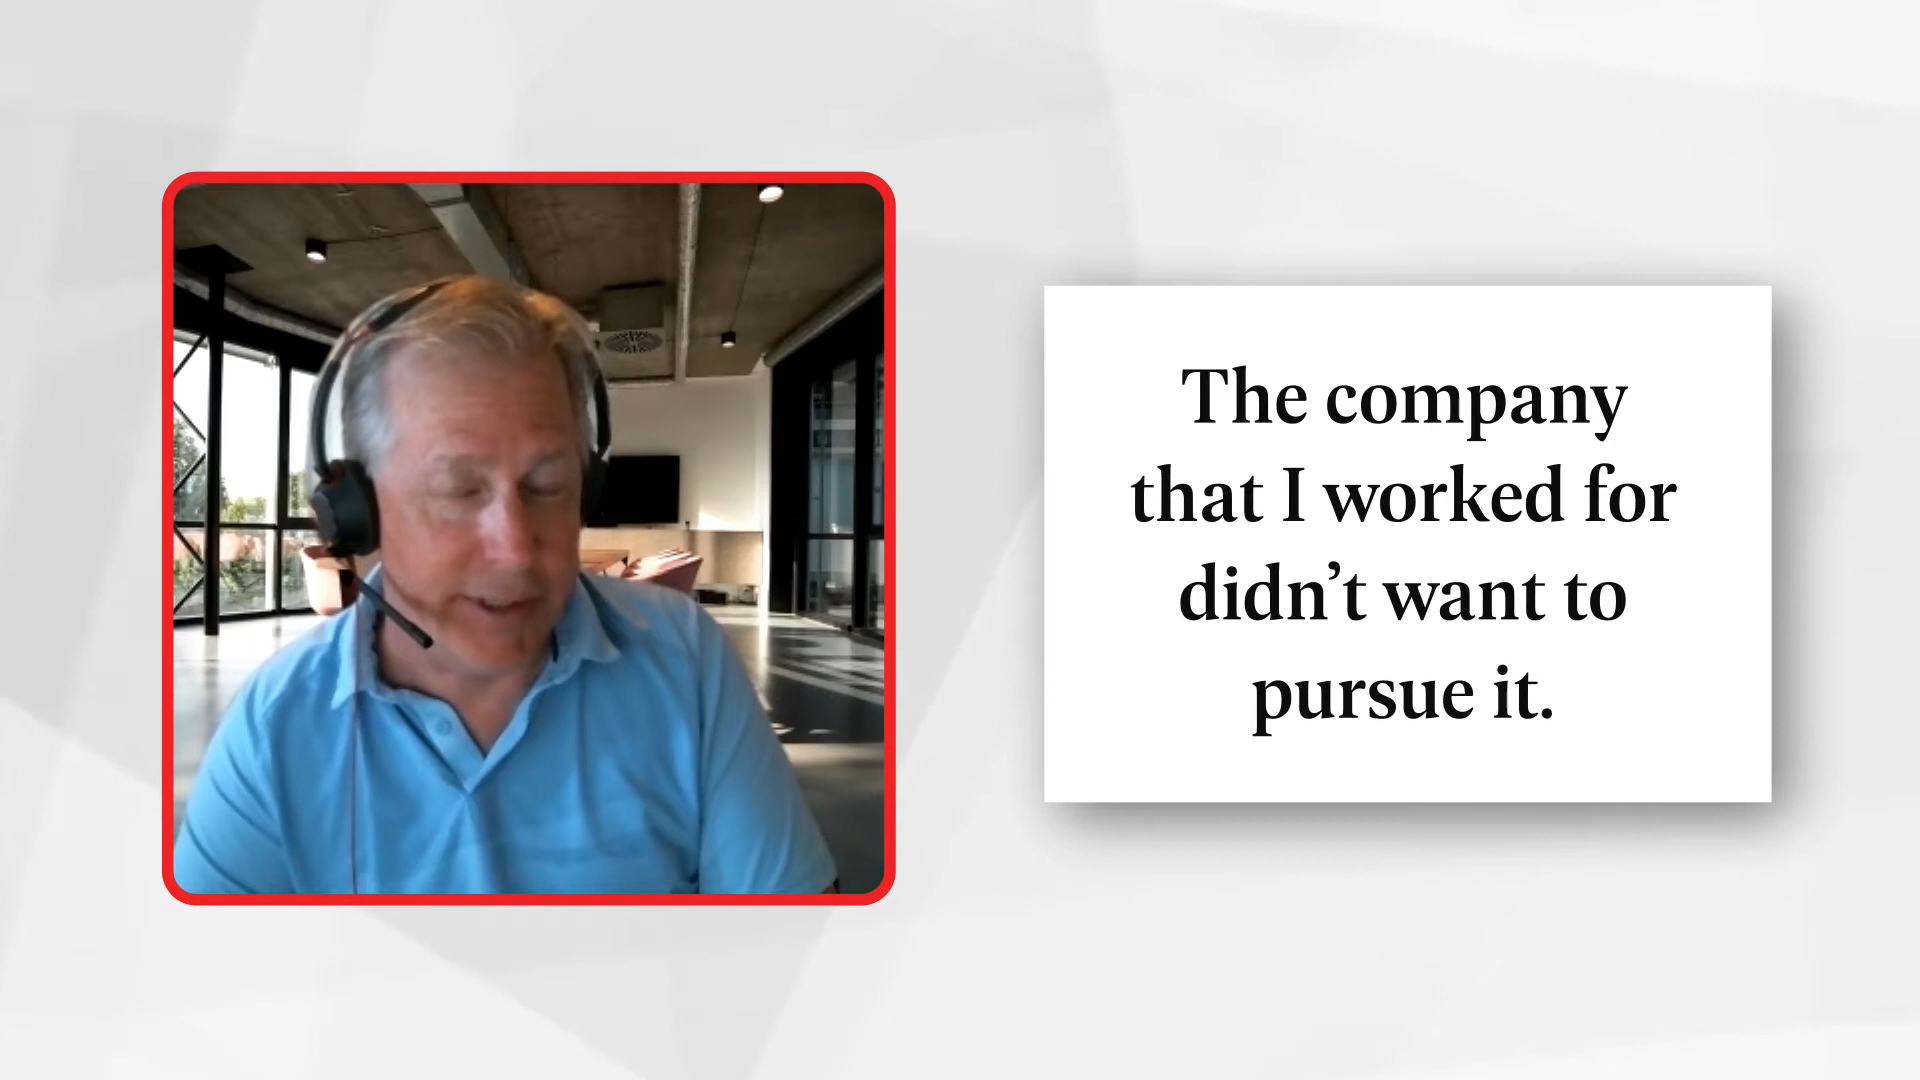 The company
that I worked for
didn’t want to
pursue it.